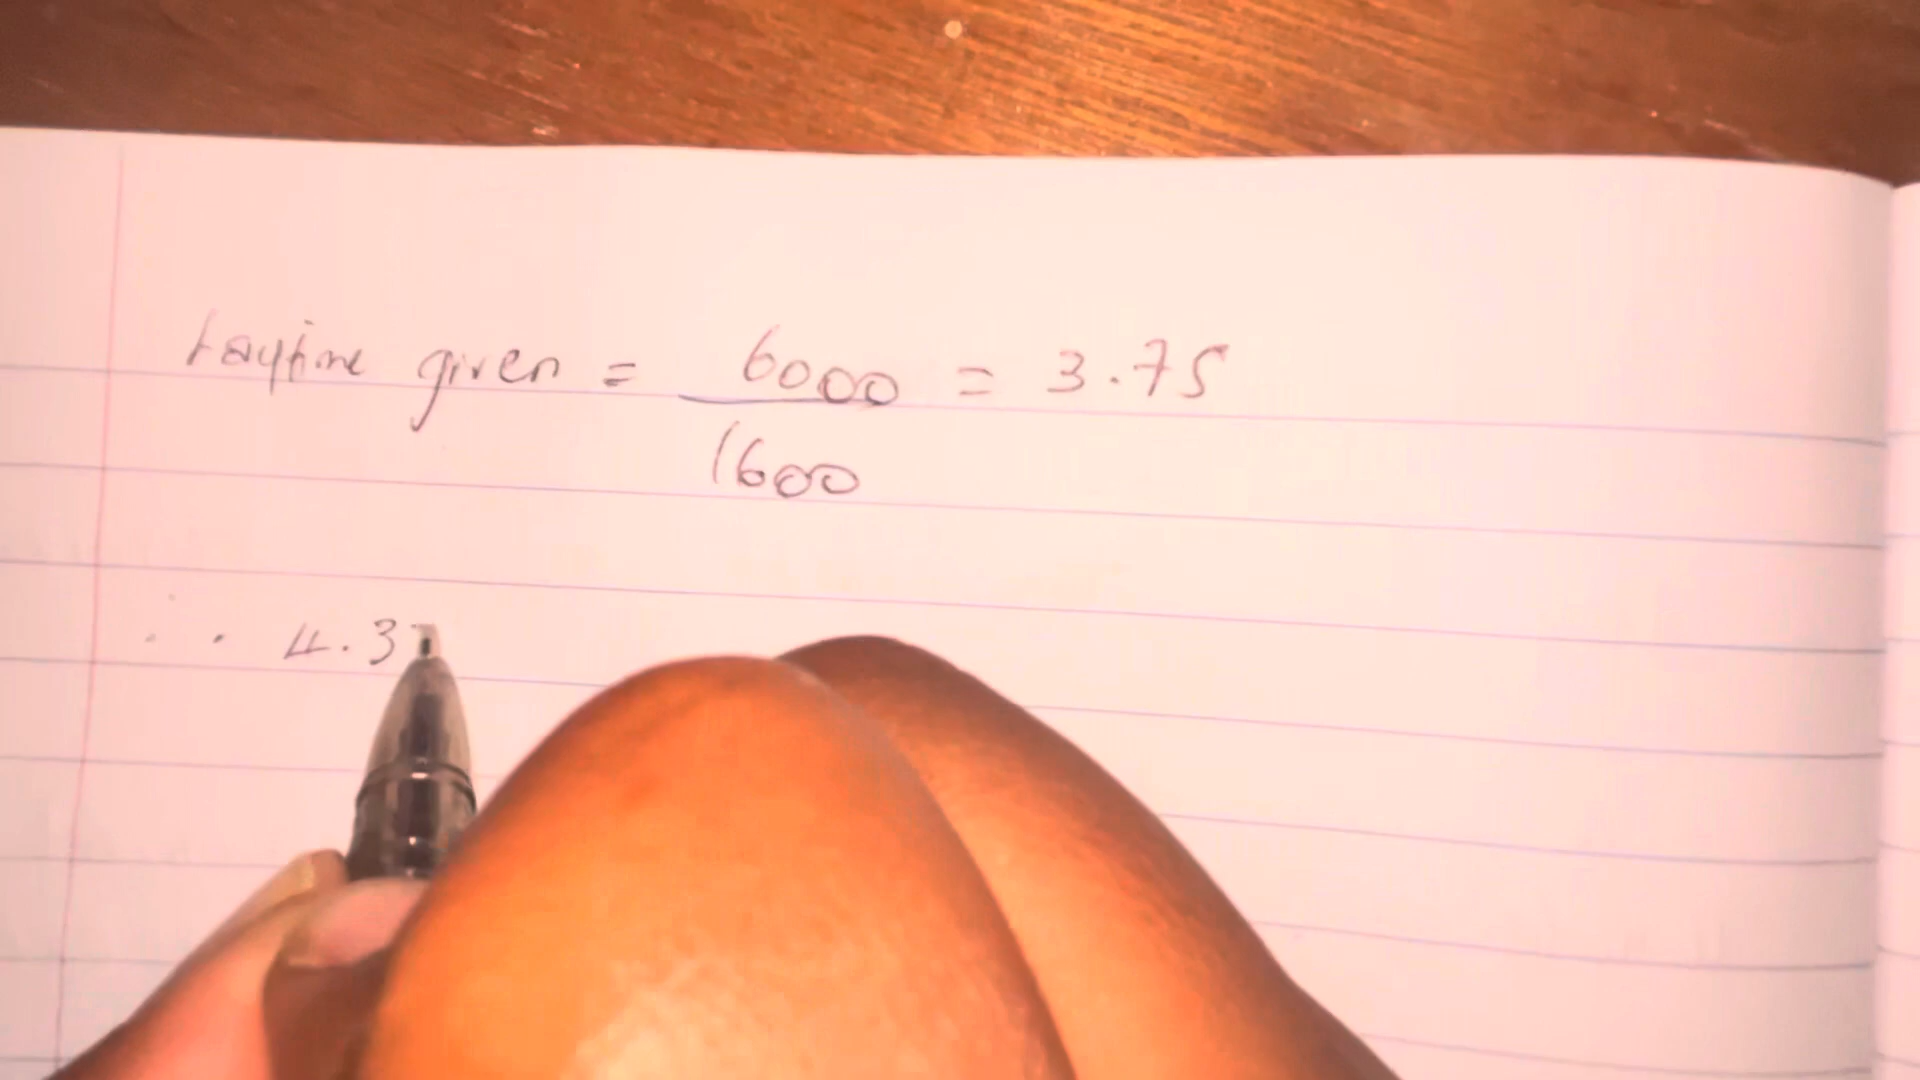 Laytime given = 6000 = 3.75
1600
∴ 4.3